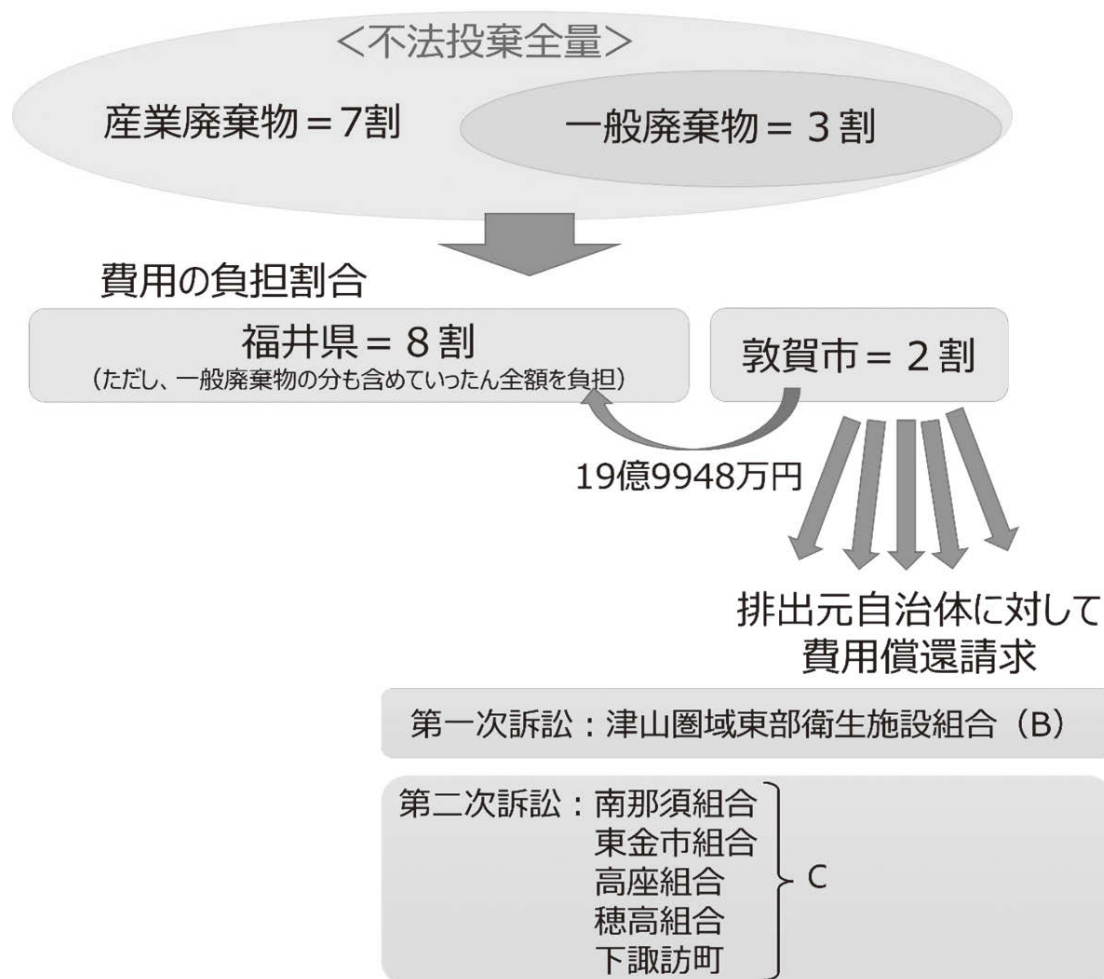 <不法投棄全量>
産業廃棄物=7割
一般廃棄物=3割
費用の負担割合
福井県=8割
(ただし、一般廃棄物の分も含めていったん全額を負担)
敦賀市=2割
19億9948万円
排出元自治体に対して
費用償還請求
第一次訴訟:津山圏域東部衛生施設組合(B)
第二次訴訟:南那須組合
東金市組合
高座組合
穂高組合
下諏訪町
C